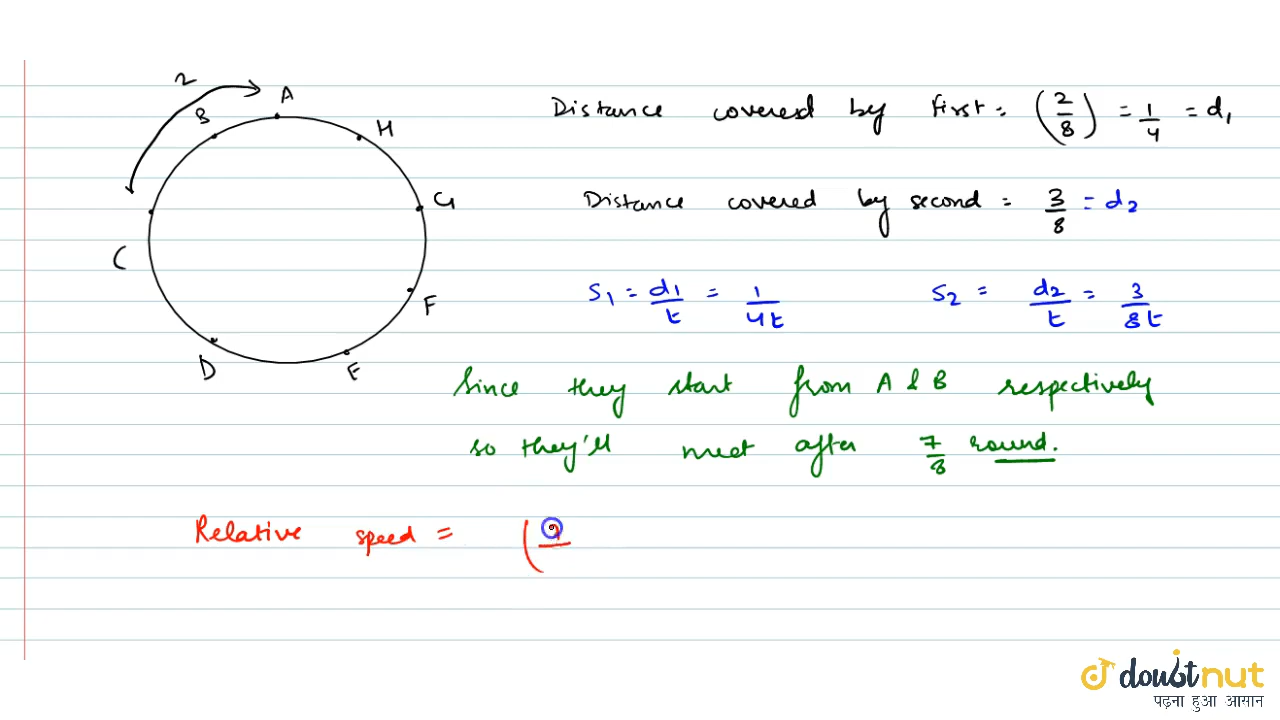 2
A
B
H
G
C
F
D
E
Distance covered by first = (2/8) = 1/4 = d₁
Distance covered by second = 3/8 = d₂
S₁ = d₁/t = 1/4t
S₂ = d₂/t = 3/8t
Since they start from A & B respectively
so they'll meet after 7/8 round.
Relative speed = (
doubtnut
पढ़ना हुआ आसान